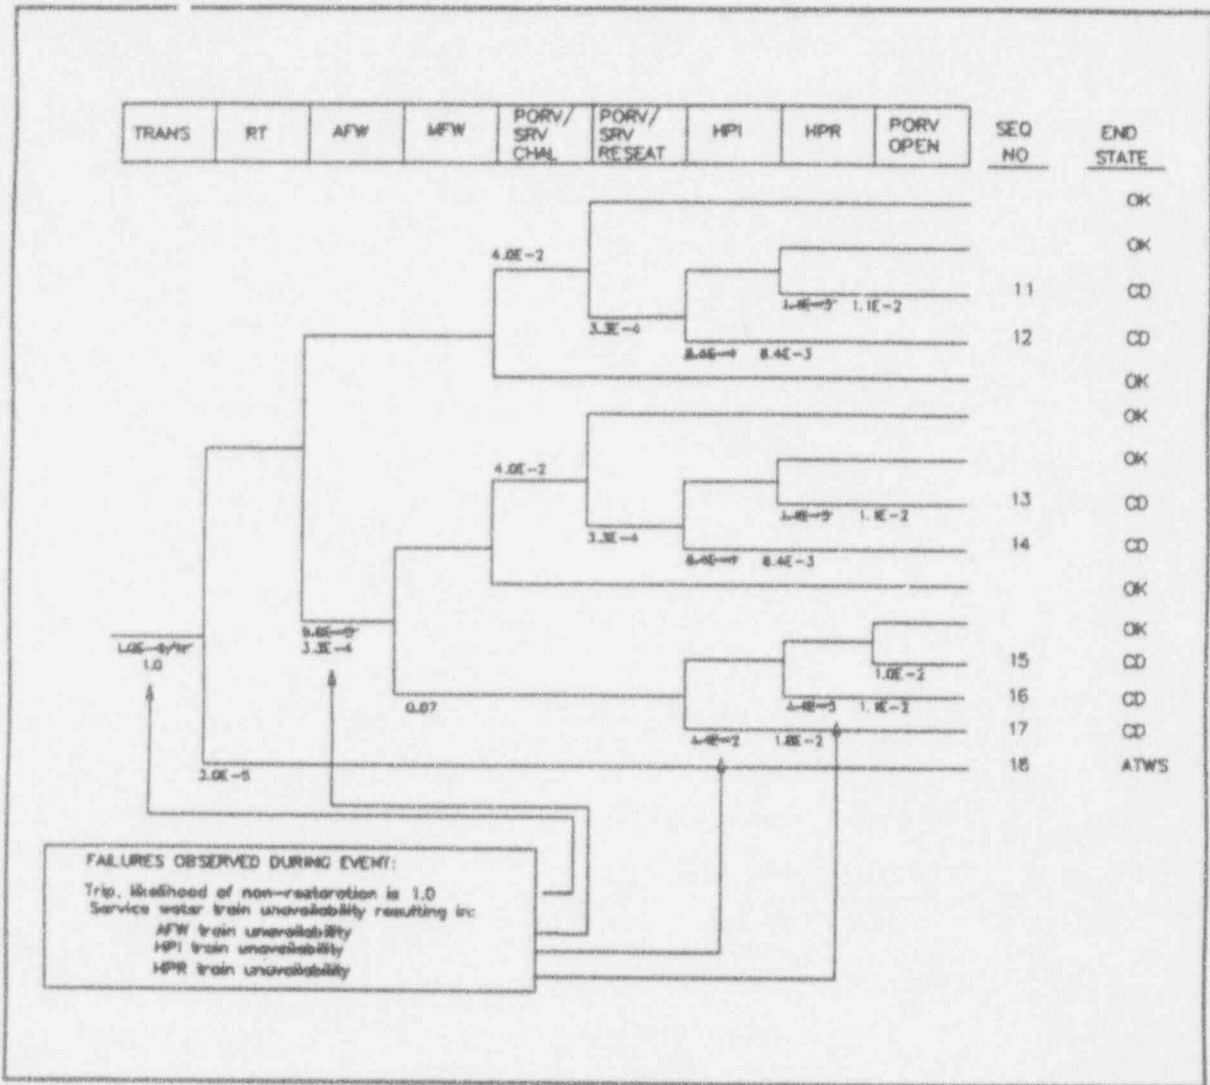 TRANS RT AFW MFW PORV/ SRV CHAL PORV/ SRV RESEAT HPI HPR PORV OPEN SEQ NO END STATE
OK
OK
4.0E-2
11 CD
1.1E-2
3.3E-4
12 CD
8.4E-3
OK
OK
OK
4.0E-2
13 CD
1.1E-2
3.3E-4
14 CD
8.4E-3
OK
OK
1.0
3.3E-4
15 CD
1.0E-2
16 CD
0.07
1.1E-2
17 CD
18 ATWS
FAILURES OBSERVED DURING EVENT:
Trip, likelihood of non-restoration is 1.0
Service water train unavailability resulting in:
AFW train unavailability
HPI train unavailability
HPR train unavailability